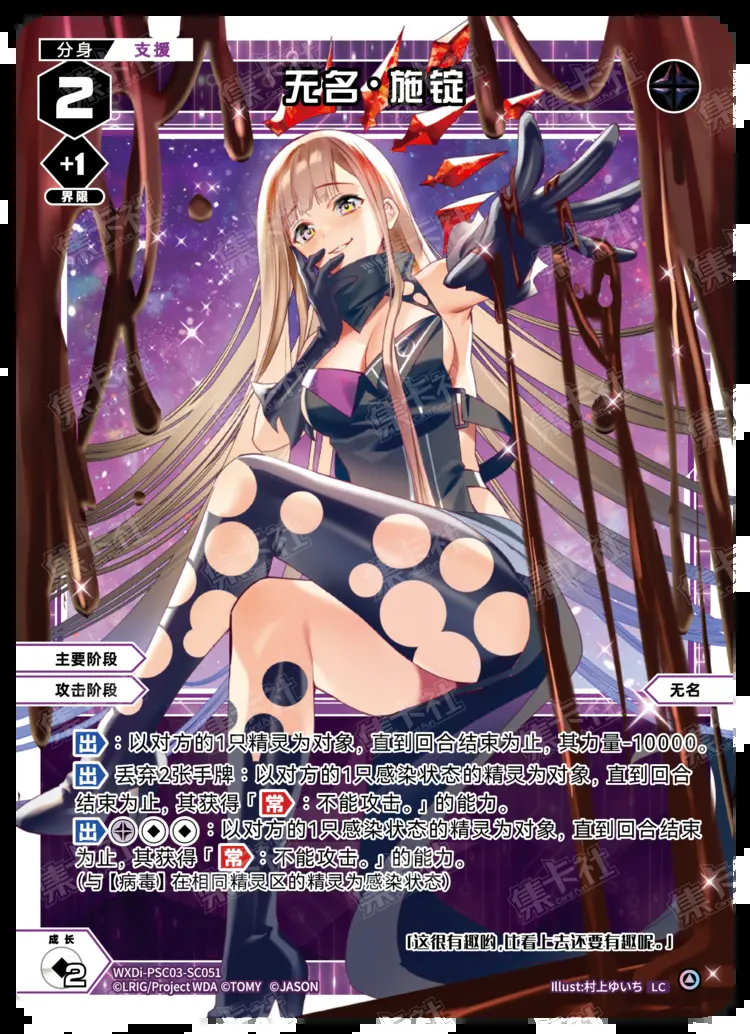 分身 支援
2
无名·施锭
+1
界限
主要阶段
攻击阶段
无名
出：以对方的1只精灵为对象，直到回合结束为止，其力量-10000。
出 丢弃2张手牌：以对方的1只感染状态的精灵为对象，直到回合
结束为止，其获得「常：不能攻击。」的能力。
出：以对方的1只感染状态的精灵为对象，直到回合结束
为止，其获得「常：不能攻击。」的能力。
（与【病毒】在相同精灵区的精灵为感染状态）
「这很有趣哟，比看上去还要有趣呢。」
成长
2
WXDi-PSC03-SC051
©LRIG/Project WDA ©TOMY ©JASON
Illust:村上ゆいち LC
集卡社